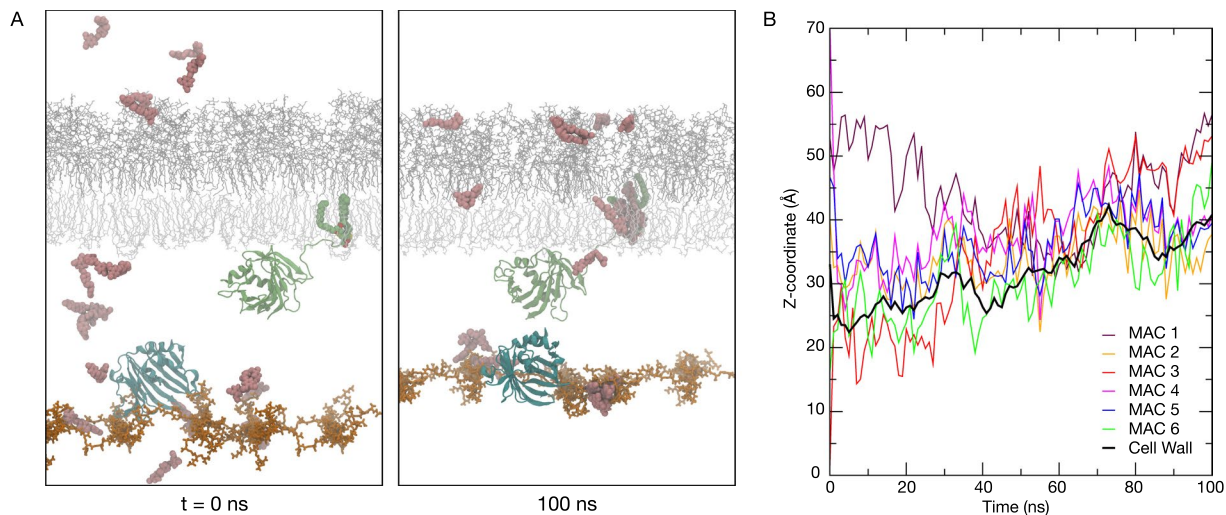 A
t = 0 ns
100 ns
B
Z-coordinate (Å)
70
60
50
40
30
20
10
0
0
20
40
60
80
100
Time (ns)
MAC 1
MAC 2
MAC 3
MAC 4
MAC 5
MAC 6
Cell Wall